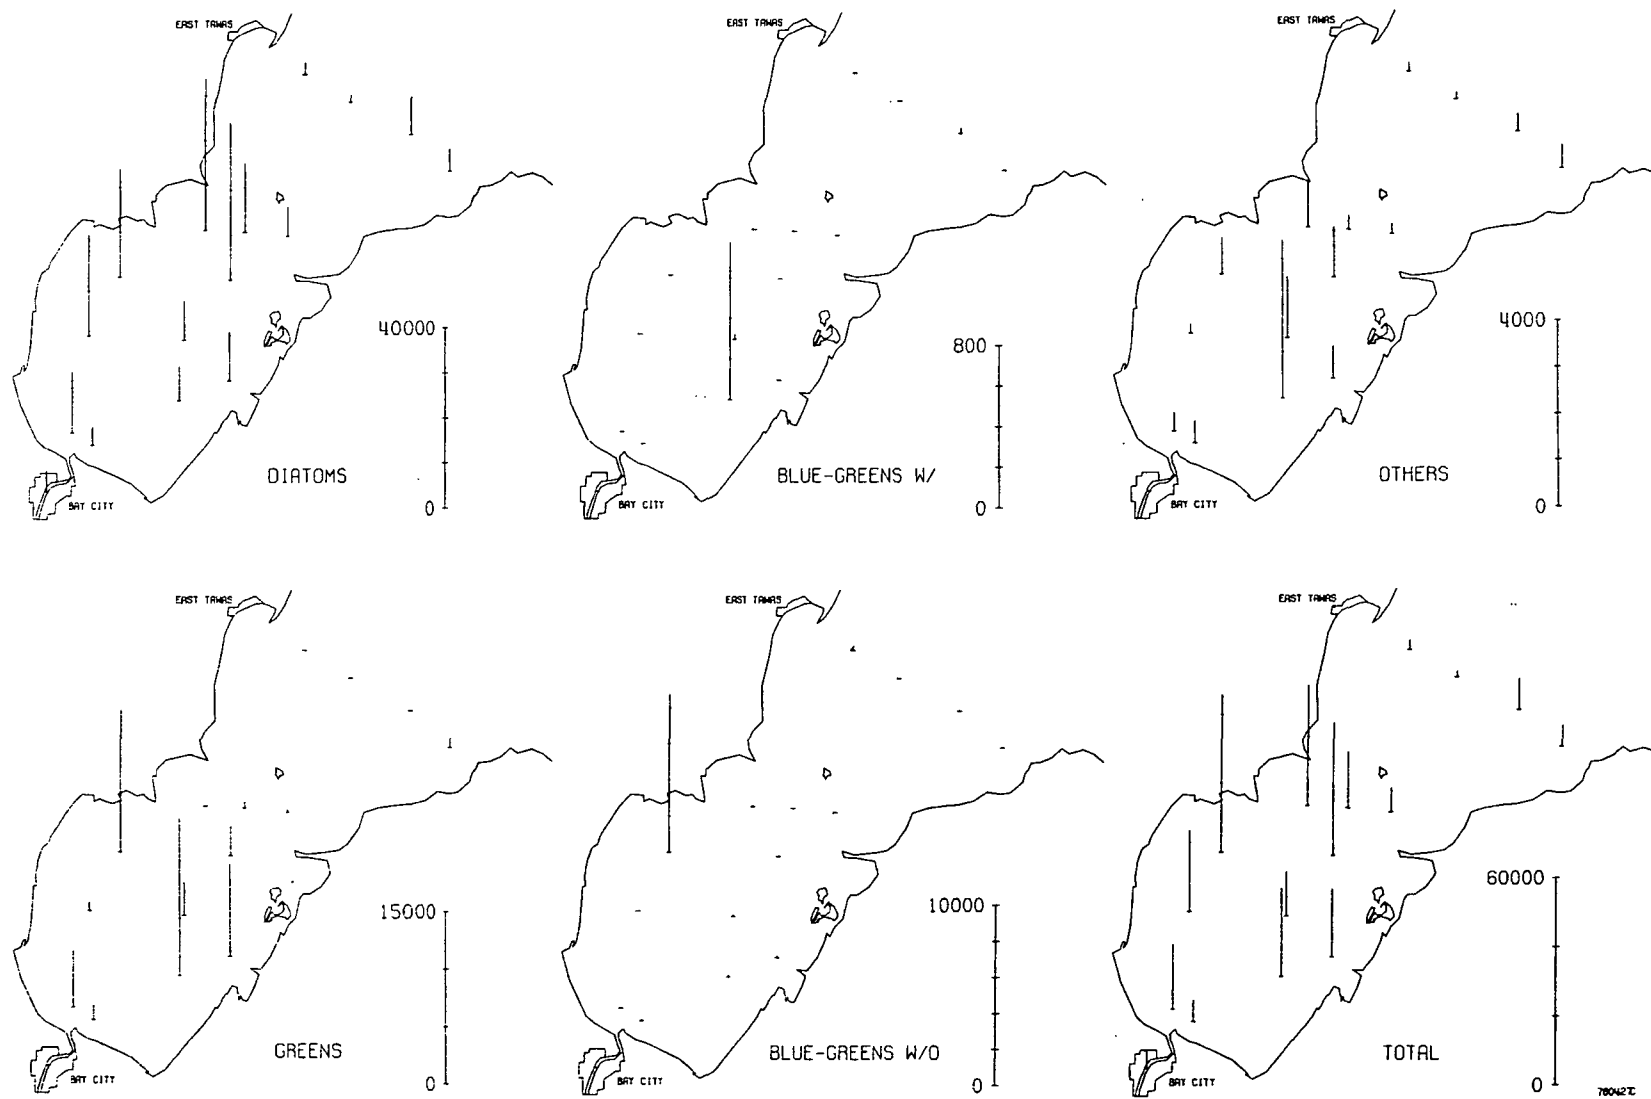 EAST TAWAS
EAST TAWAS
EAST TAWAS
40000
DIATOMS
0
BAY CITY
800
BLUE-GREENS W/
0
BAY CITY
4000
OTHERS
0
BAY CITY
EAST TAWAS
EAST TAWAS
EAST TAWAS
15000
GREENS
0
BAY CITY
10000
BLUE-GREENS W/O
0
BAY CITY
60000
TOTAL
0
BAY CITY